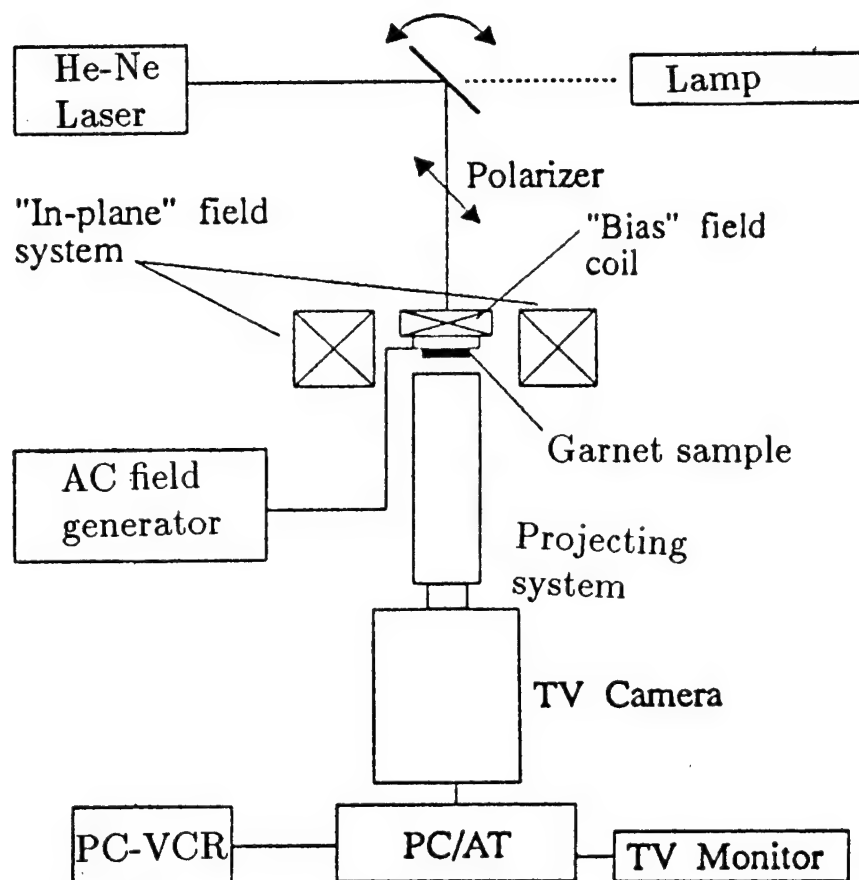 He-Ne
Laser
Lamp
Polarizer
"In-plane" field
system
"Bias" field
coil
Garnet sample
AC field
generator
Projecting
system
TV Camera
PC-VCR
PC/AT
TV Monitor